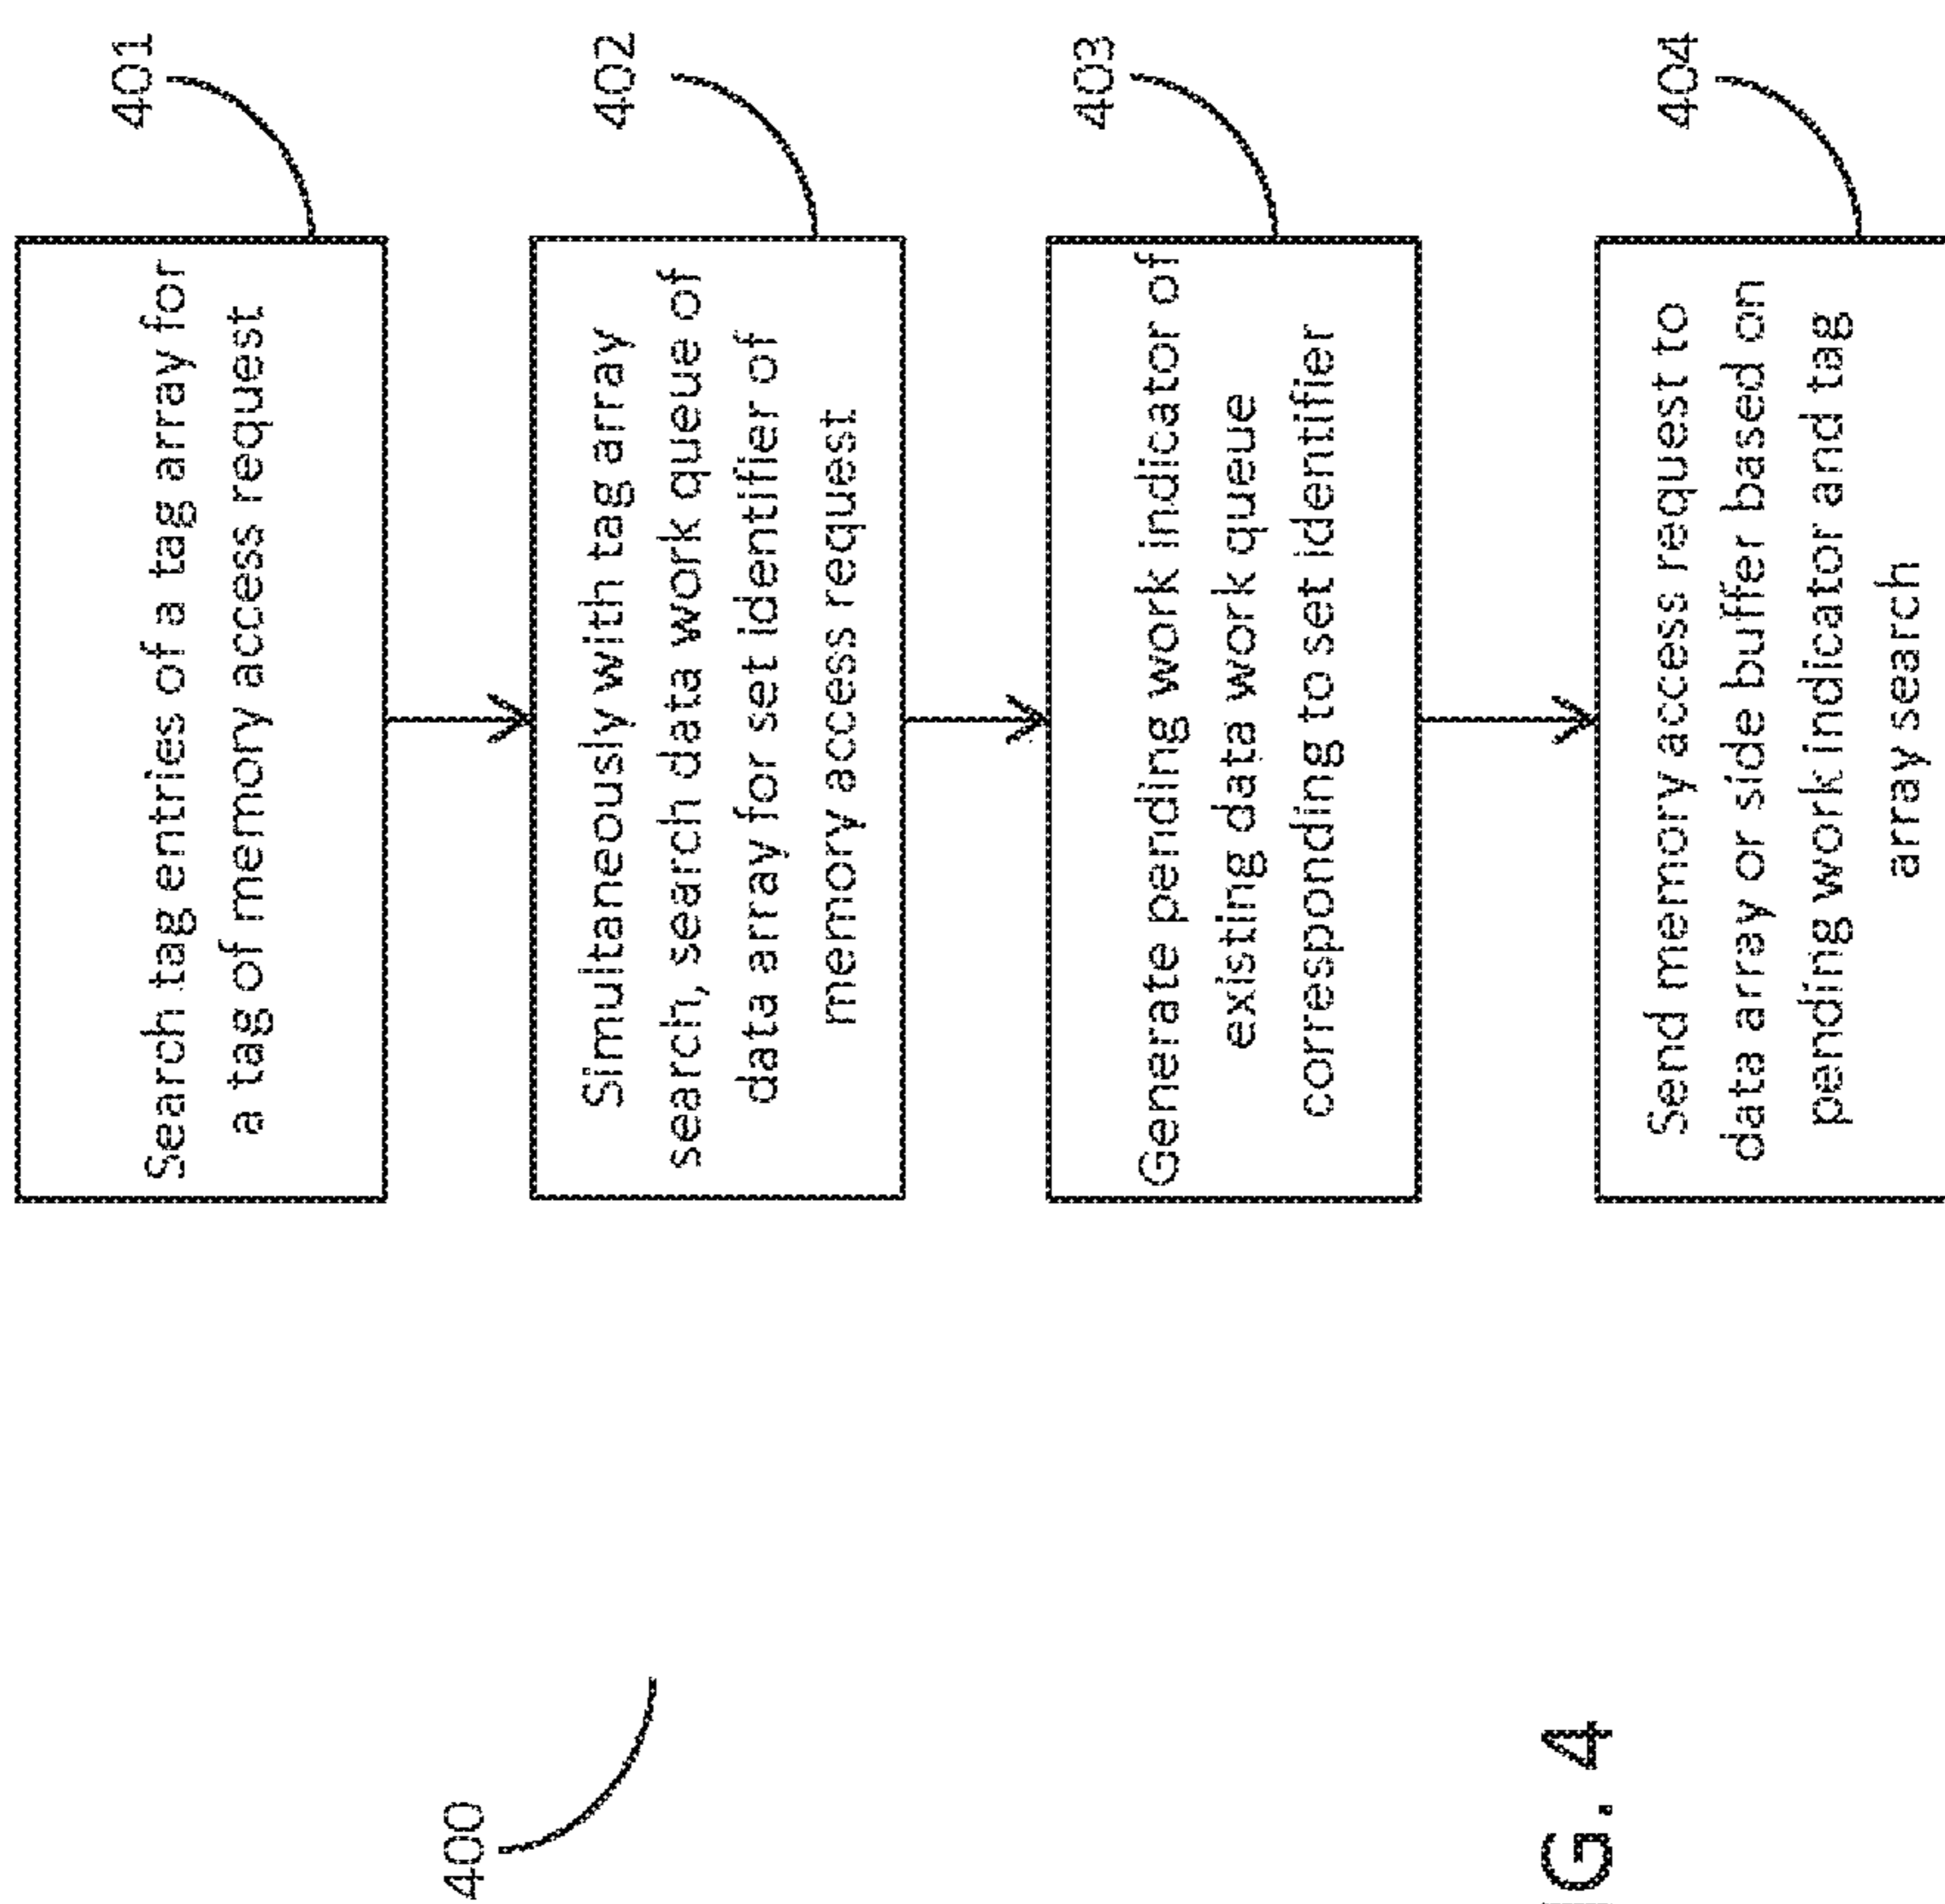 401
Search tag entries of a tag array for
a tag of memory access request
402
Simultaneously with tag array
search, search data work queue of
data array for set identifier of
memory access request
403
Generate pending work indicator of
existing data work queue
corresponding to set identifier
404
Send memory access request to
data array or side buffer based on
pending work indicator and tag
array search
400
G. 4